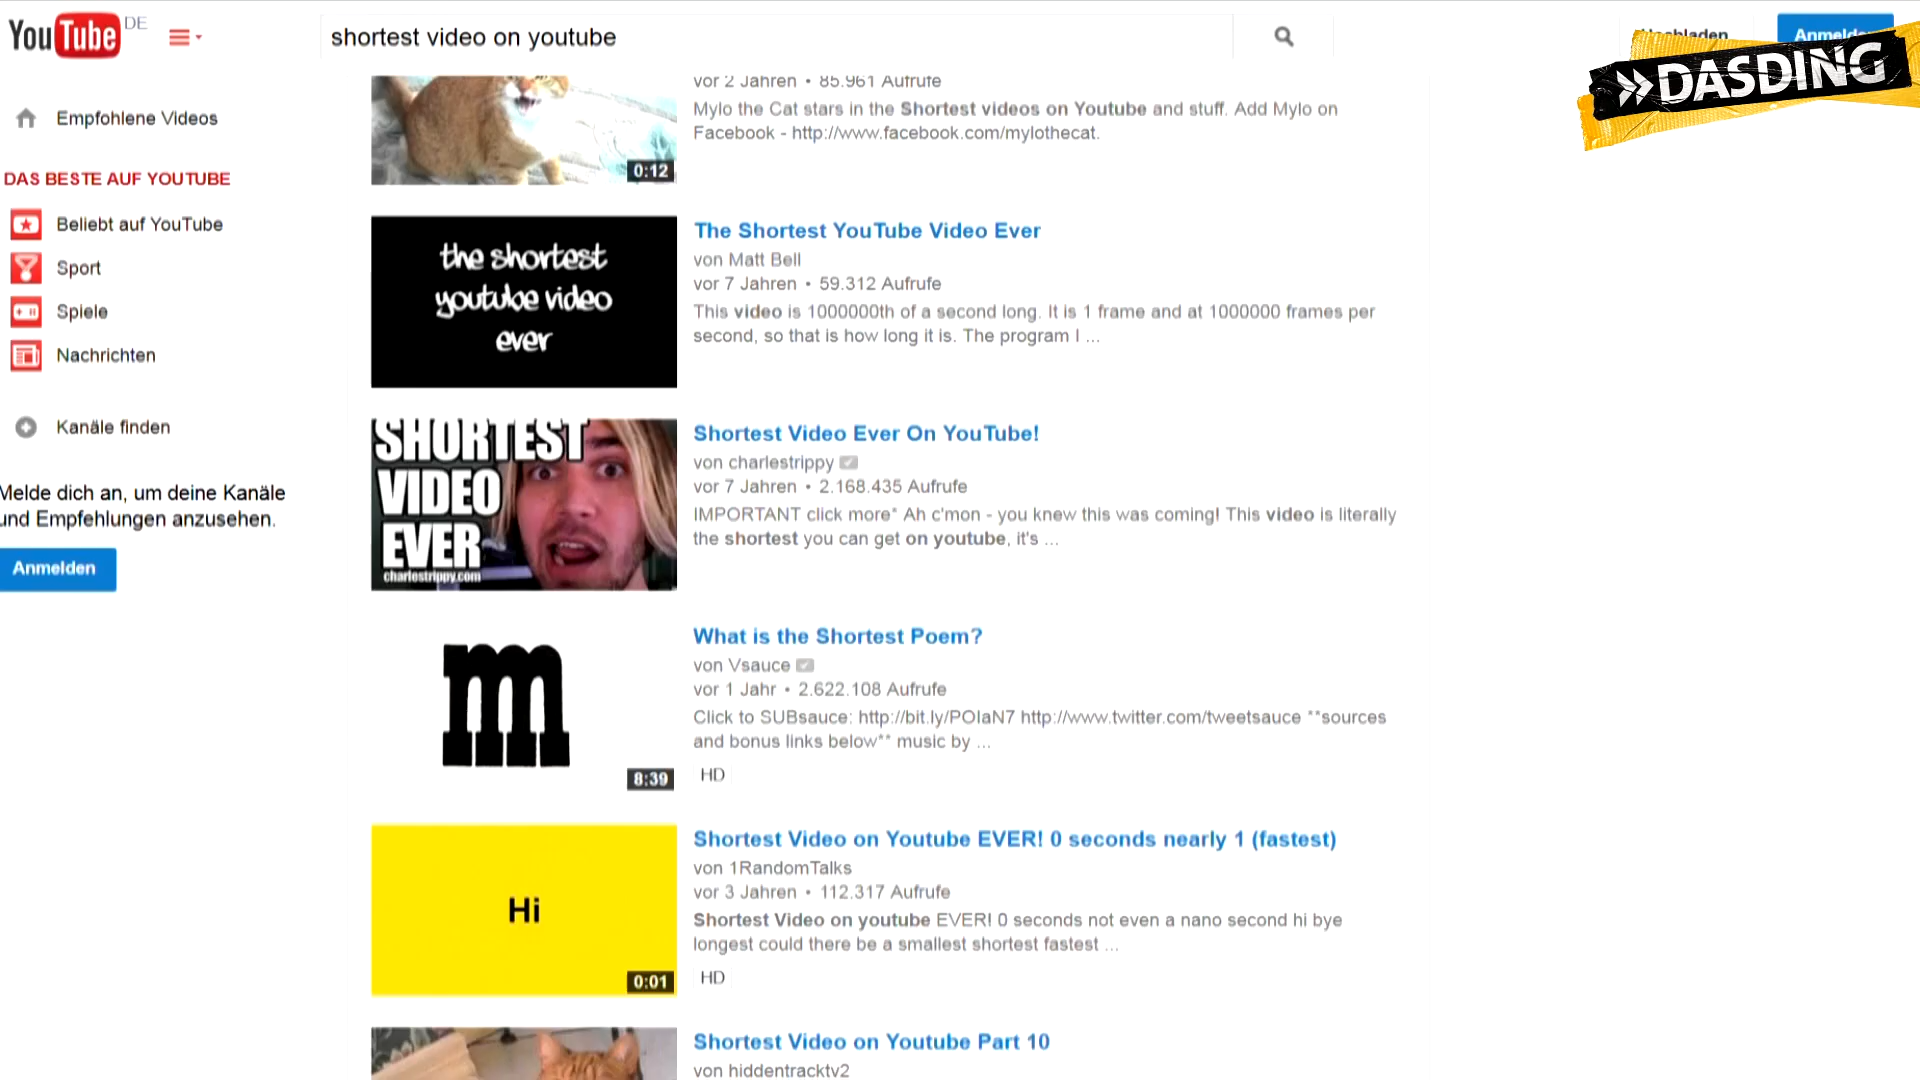 YouTube DE
shortest video on youtube
Anmelden
DASDING
Empfohlene Videos
DAS BESTE AUF YOUTUBE
Beliebt auf YouTube
Sport
Spiele
Nachrichten
Kanäle finden
Melde dich an, um deine Kanäle
und Empfehlungen anzusehen.
Anmelden
vor 2 Jahren • 85.961 Aufrufe
Mylo the Cat stars in the Shortest videos on Youtube and stuff. Add Mylo on
Facebook - http://www.facebook.com/mylothecat.
0:12
the shortest
youtube video
ever
The Shortest YouTube Video Ever
von Matt Bell
vor 7 Jahren • 59.312 Aufrufe
This video is 1000000th of a second long. It is 1 frame and at 1000000 frames per
second, so that is how long it is. The program I ...
SHORTEST
VIDEO
EVER
charlestrippy.com
Shortest Video Ever On YouTube!
von charlestrippy
vor 7 Jahren • 2.168.435 Aufrufe
IMPORTANT click more* Ah c'mon - you knew this was coming! This video is literally
the shortest you can get on youtube, it's ...
m
8:39
What is the Shortest Poem?
von Vsauce
vor 1 Jahr • 2.622.108 Aufrufe
Click to SUBsauce: http://bit.ly/POIaN7 http://www.twitter.com/tweetsauce **sources
and bonus links below** music by ...
HD
Hi
0:01
Shortest Video on Youtube EVER! 0 seconds nearly 1 (fastest)
von 1RandomTalks
vor 3 Jahren • 112.317 Aufrufe
Shortest Video on youtube EVER! 0 seconds not even a nano second hi bye
longest could there be a smallest shortest fastest ...
HD
Shortest Video on Youtube Part 10
von hiddentracktv2